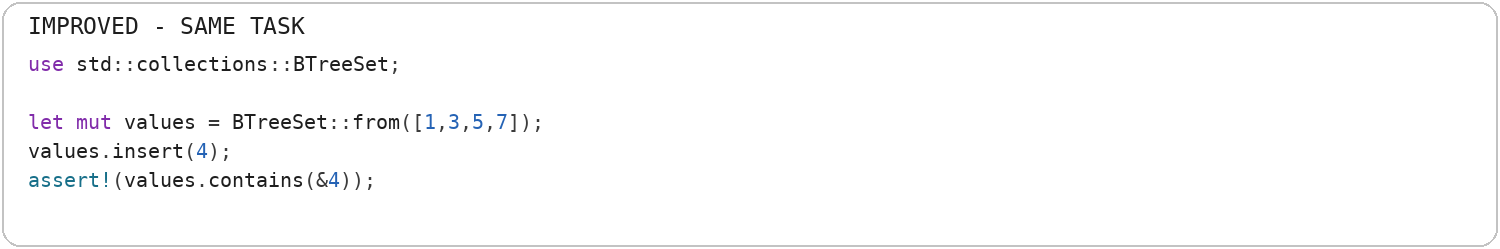 IMPROVED - SAME TASK
use std::collections::BTreeSet;
let mut values = BTreeSet::from([1,3,5,7]);
values.insert(4);
assert!(values.contains(&4));